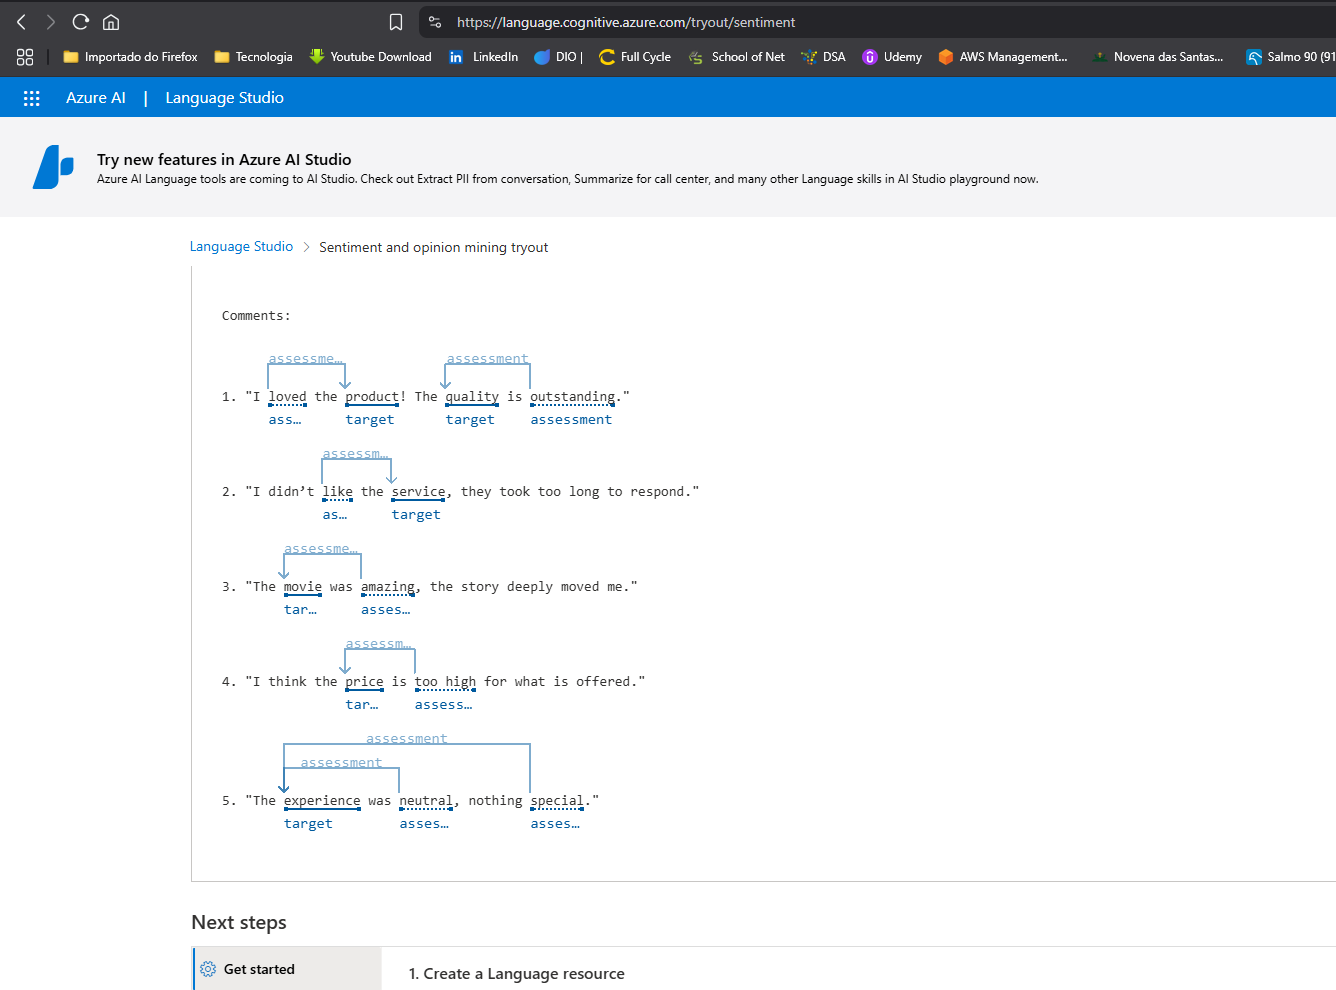 https://language.cognitive.azure.com/tryout/sentiment
Importado do Firefox Tecnologia Youtube Download LinkedIn DIO | Full Cycle School of Net DSA Udemy AWS Management... Novena das Santas... Salmo 90 (91
Azure AI | Language Studio
Try new features in Azure AI Studio
Azure AI Language tools are coming to AI Studio. Check out Extract PII from conversation, Summarize for call center, and many other Language skills in AI Studio playground now.
Language Studio > Sentiment and opinion mining tryout
Comments:
assessme… assessment
1. "I loved the product! The quality is outstanding."
ass… target target assessment
assessm…
2. "I didn’t like the service, they took too long to respond."
as… target
assessme…
3. "The movie was amazing, the story deeply moved me."
tar… asses…
assessm…
4. "I think the price is too high for what is offered."
tar… assess…
assessment
assessment
5. "The experience was neutral, nothing special."
target asses… asses…
Next steps
Get started
1. Create a Language resource